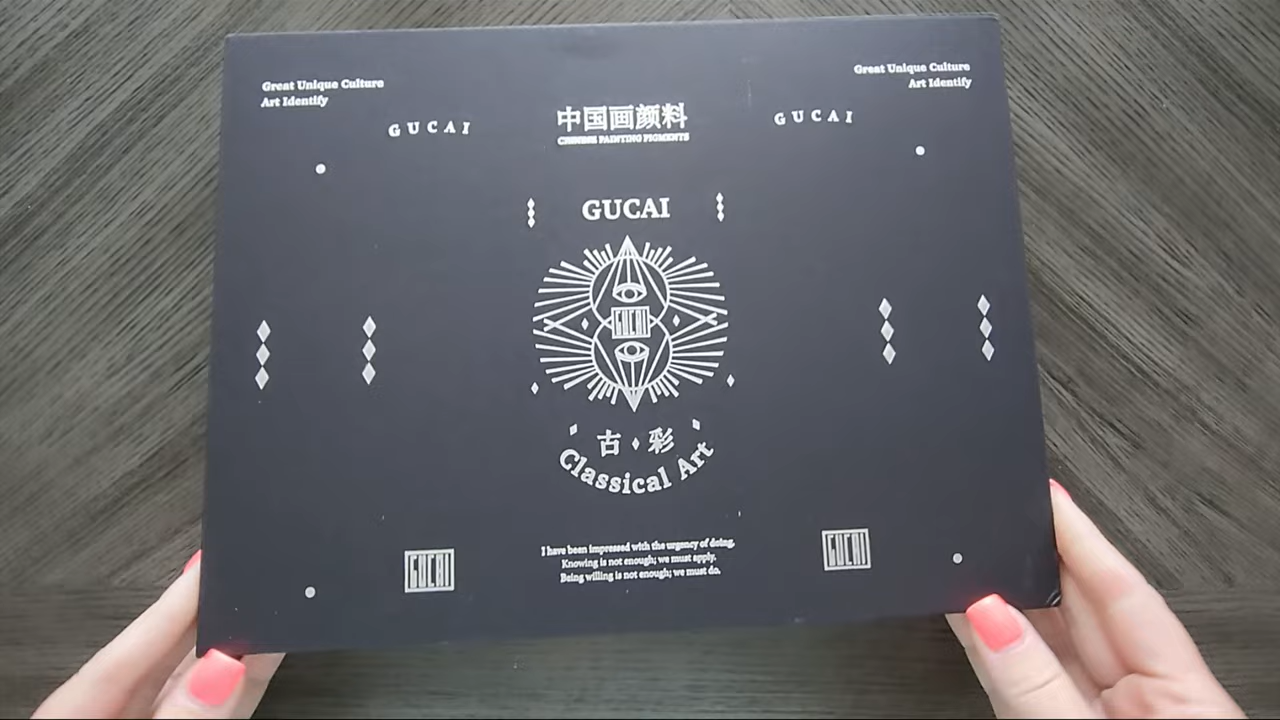 Great Unique Culture
Art Identify
Great Unique Culture
Art Identify
GUCAI
中国画颜料
CHINESE PAINTING PIGMENTS
GUCAI
GUCAI
GUCAI
古彩
Classical Art
I have been impressed with the urgency of doing,
Knowing is not enough; we must apply.
Being willing is not enough; we must do.
GUCAI
GUCAI